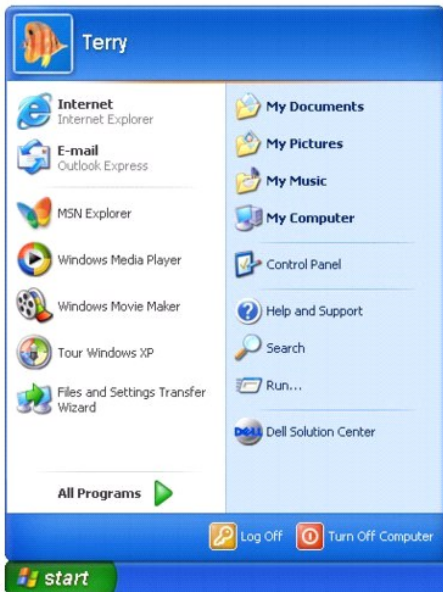 Terry
Internet
Internet Explorer
E-mail
Outlook Express
MSN Explorer
Windows Media Player
Windows Movie Maker
Tour Windows XP
Files and Settings Transfer
Wizard
All Programs
My Documents
My Pictures
My Music
My Computer
Control Panel
Help and Support
Search
Run...
DELL Dell Solution Center
Log Off
Turn Off Computer
start